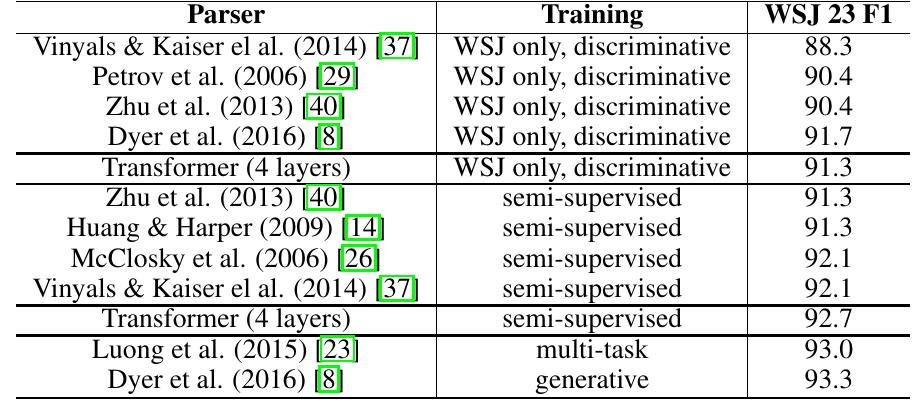 Parser Training WSJ 23 F1
Vinyals & Kaiser el al. (2014) [37] WSJ only, discriminative 88.3
Petrov et al. (2006) [29] WSJ only, discriminative 90.4
Zhu et al. (2013) [40] WSJ only, discriminative 90.4
Dyer et al. (2016) [8] WSJ only, discriminative 91.7
Transformer (4 layers) WSJ only, discriminative 91.3
Zhu et al. (2013) [40] semi-supervised 91.3
Huang & Harper (2009) [14] semi-supervised 91.3
McClosky et al. (2006) [26] semi-supervised 92.1
Vinyals & Kaiser el al. (2014) [37] semi-supervised 92.1
Transformer (4 layers) semi-supervised 92.7
Luong et al. (2015) [23] multi-task 93.0
Dyer et al. (2016) [8] generative 93.3